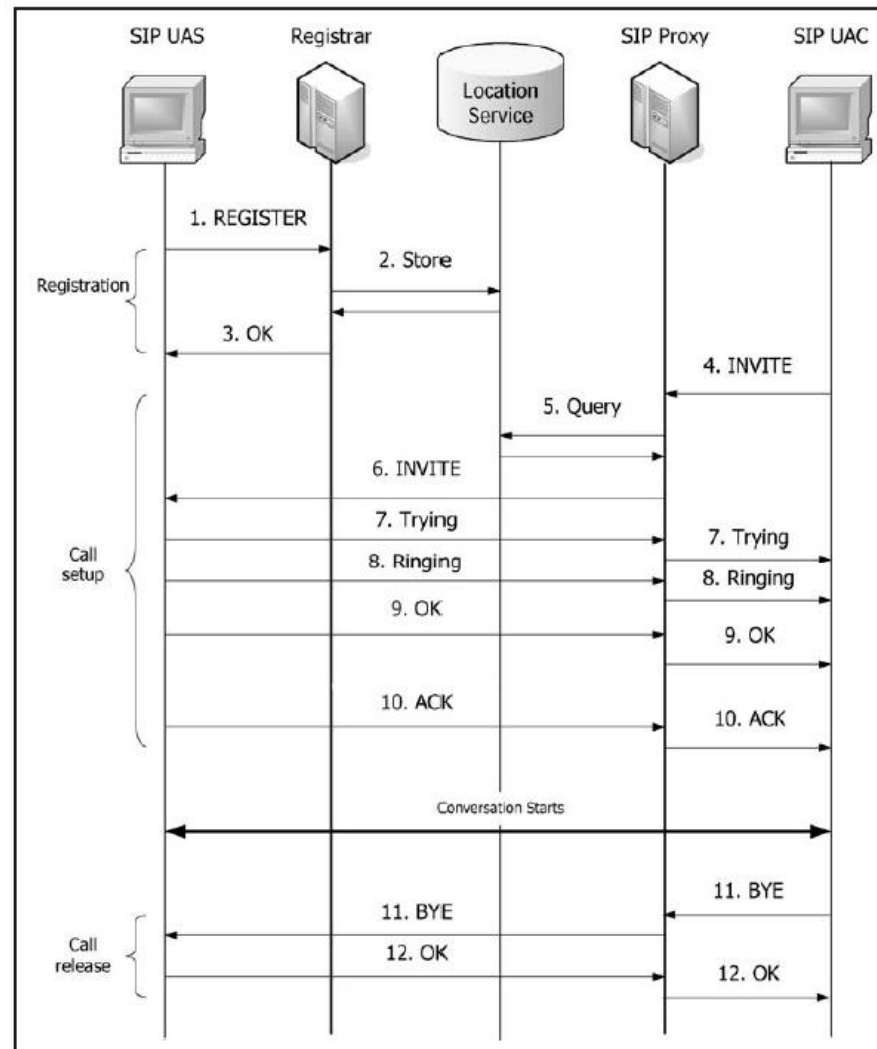 SIP UAS
Registrar
SIP Proxy
SIP UAC
Location
Service
1. REGISTER
2. Store
Registration
3. OK
4. INVITE
5. Query
6. INVITE
7. Trying
7. Trying
Call
setup
8. Ringing
8. Ringing
9. OK
9. OK
10. ACK
10. ACK
Conversation Starts
11. BYE
11. BYE
Call
release
12. OK
12. OK